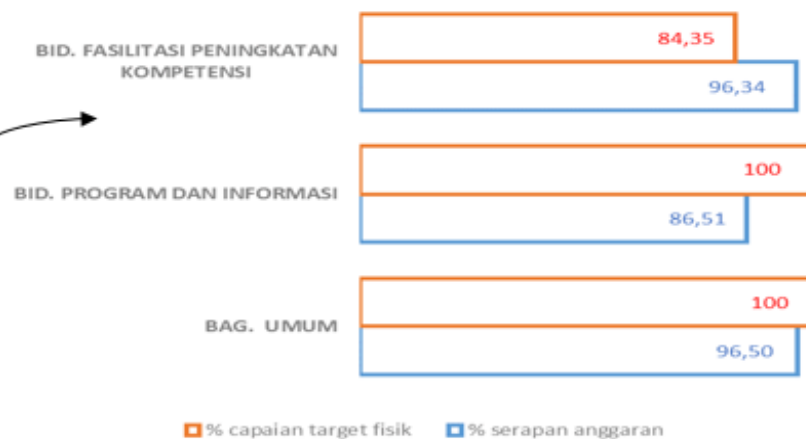 84,35
BID. FASILITASI PENINGKATAN
KOMPETENSI
96,34
100
BID. PROGRAM DAN INFORMASI
86,51
100
BAG. UMUM
96,50
% capaian target fisik % serapan anggaran